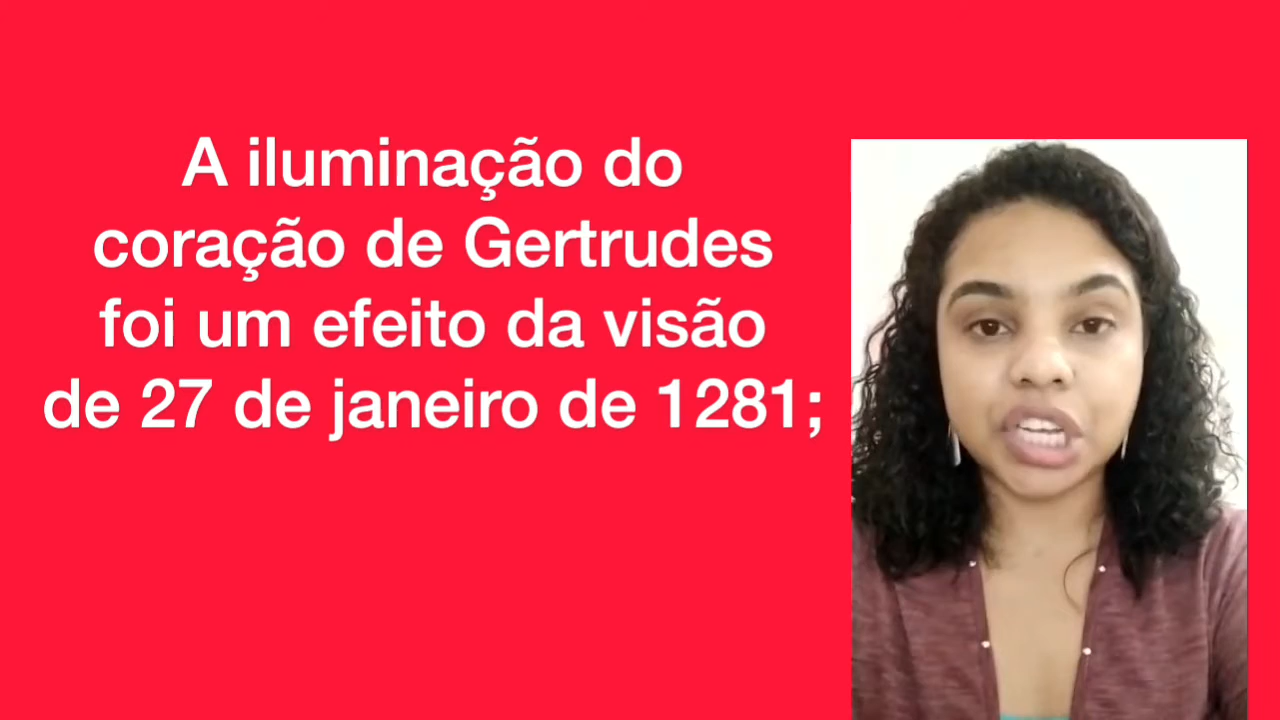 A iluminação do
coração de Gertrudes
foi um efeito da visão
de 27 de janeiro de 1281;